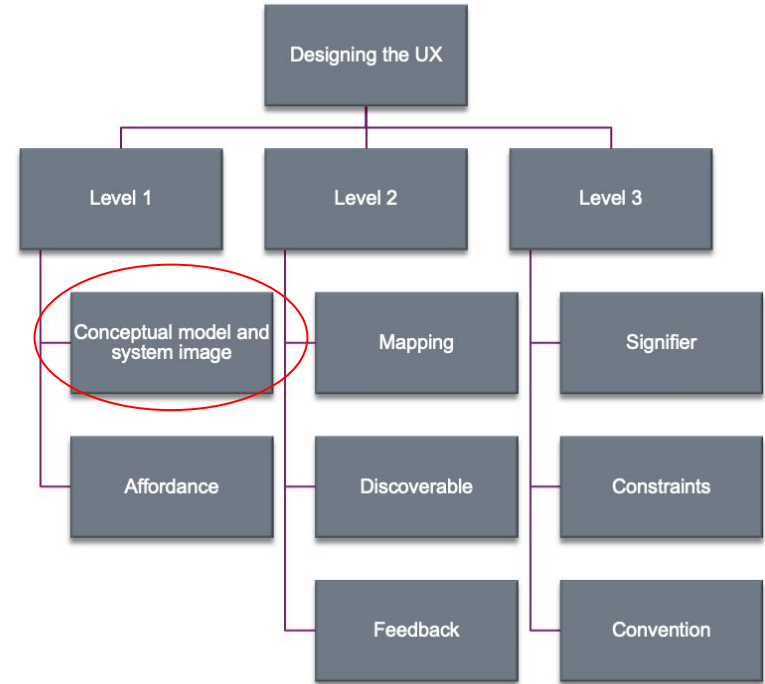 Designing the UX
Level 1
Level 2
Level 3
Conceptual model and
system image
Mapping
Signifier
Affordance
Discoverable
Constraints
Feedback
Convention